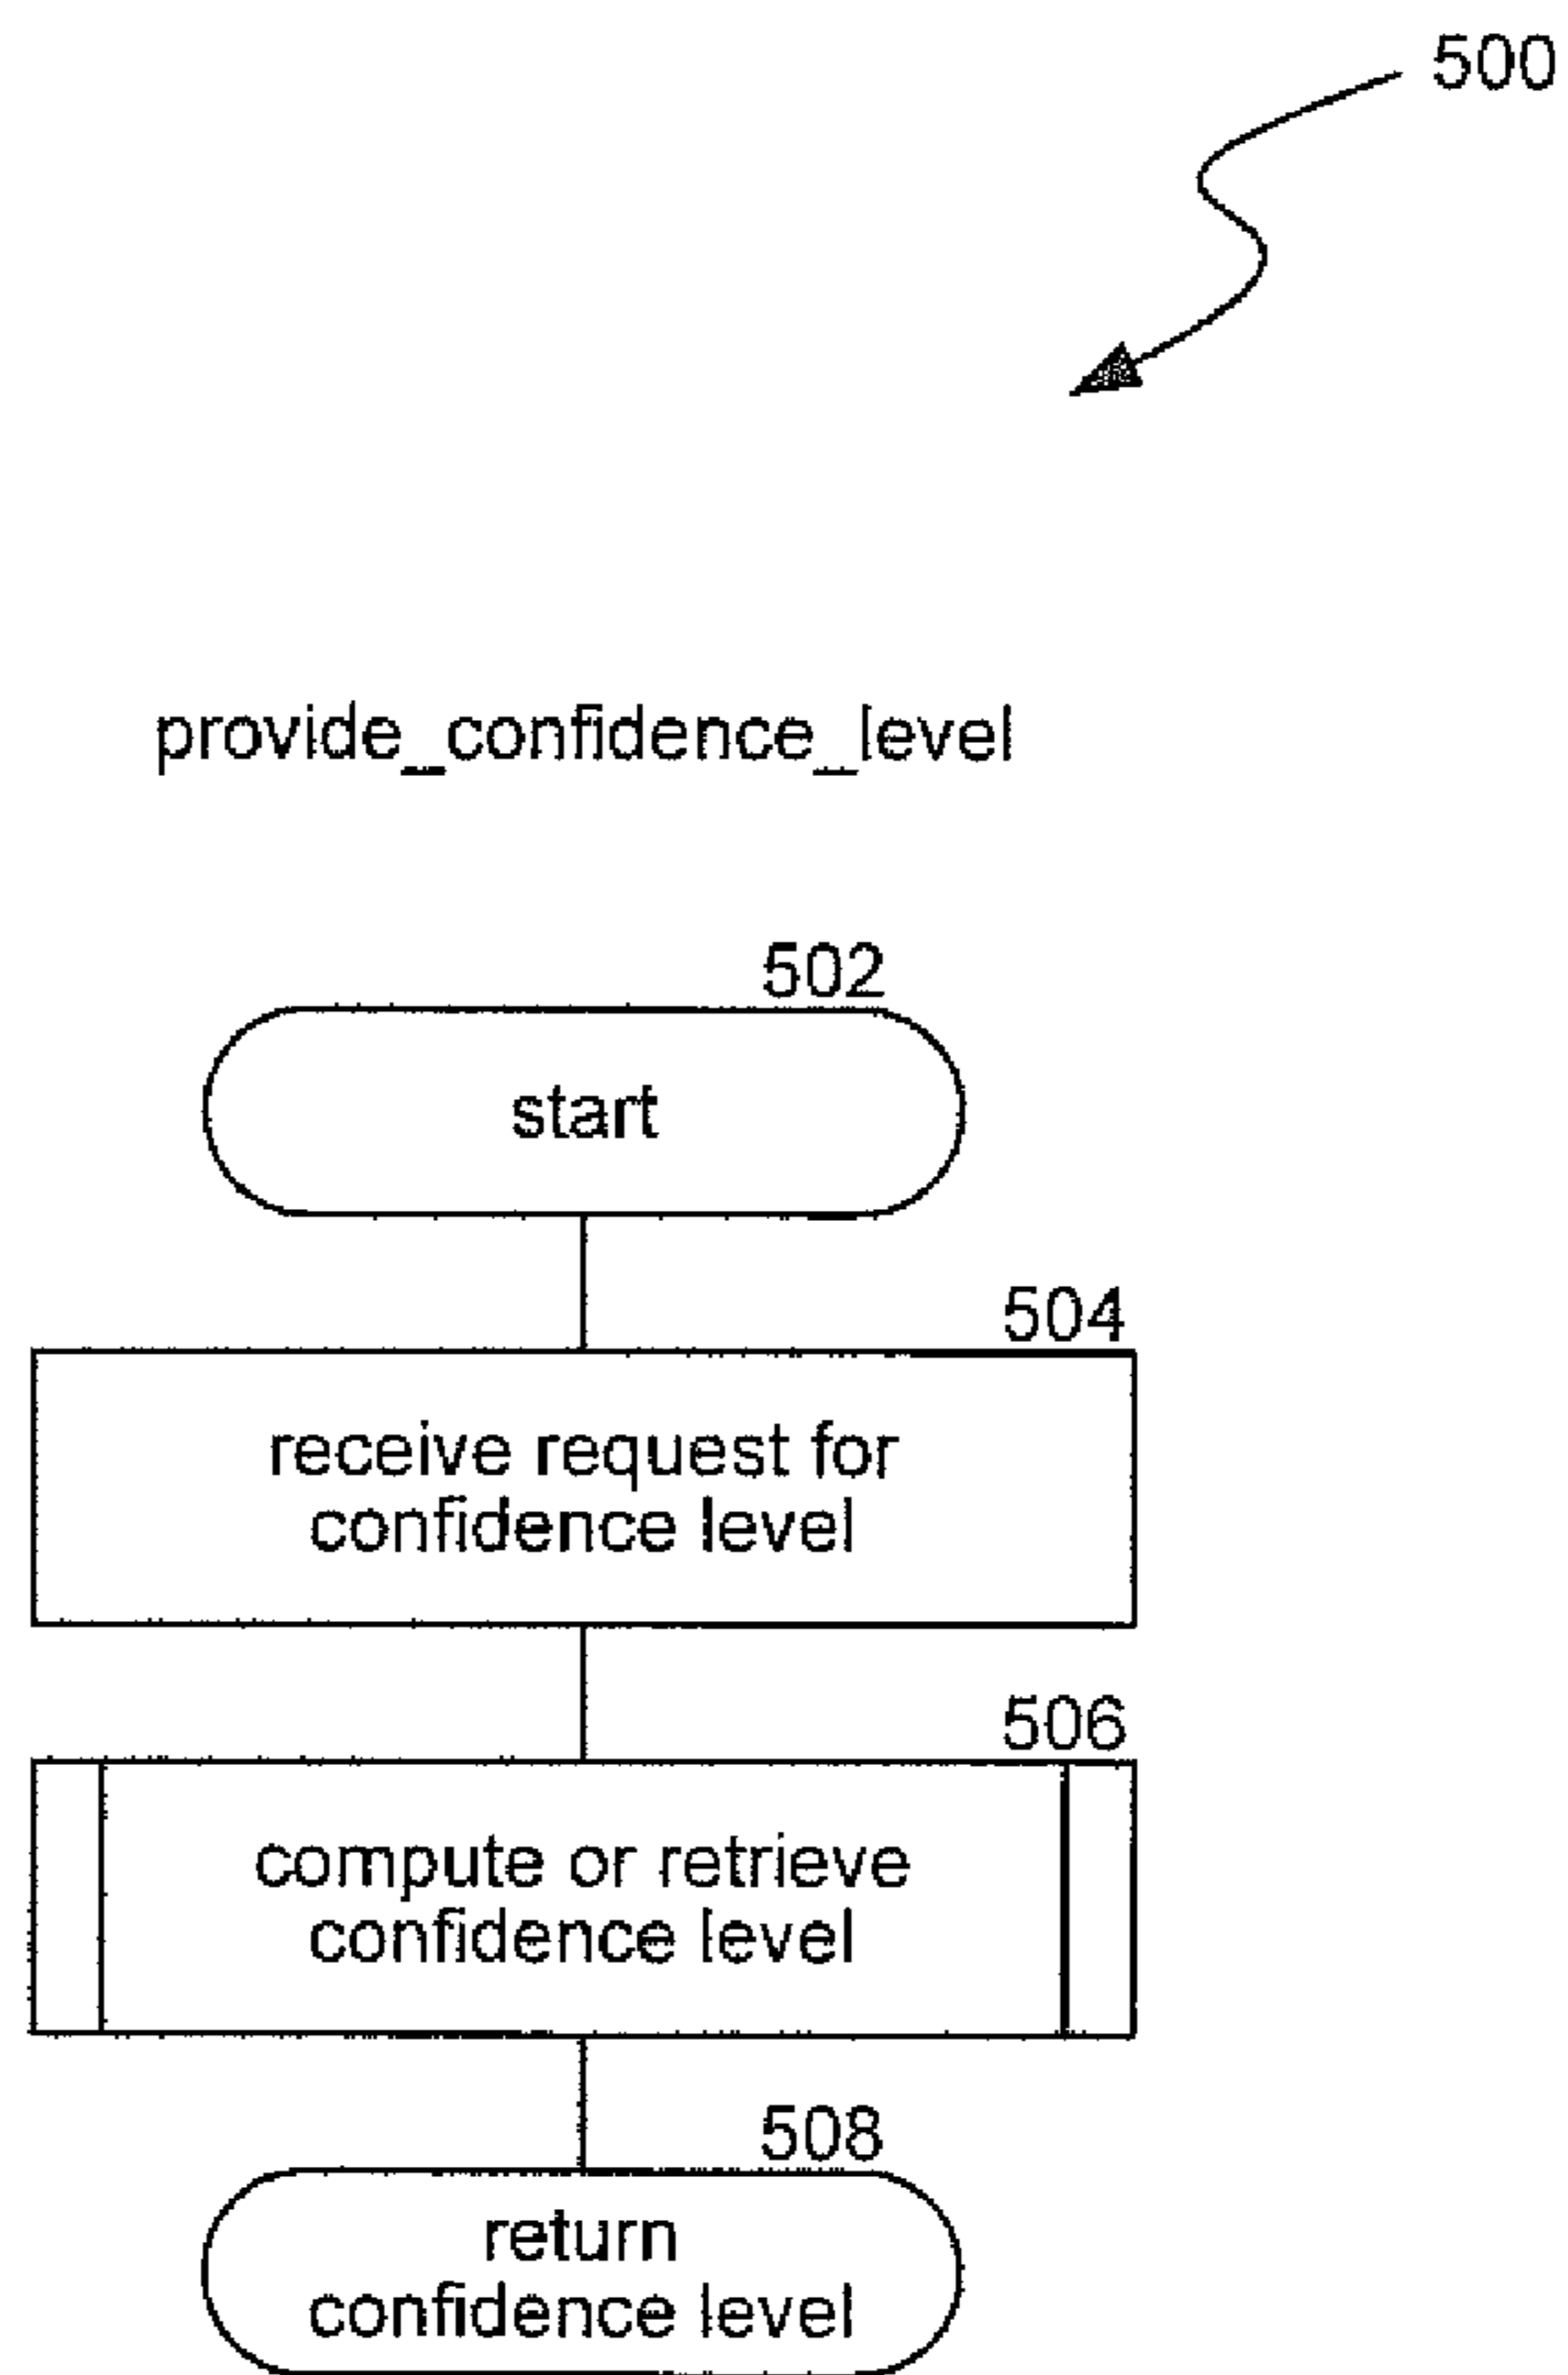 500
provide_confidence_level
502
start
504
receive request for
confidence level
506
compute or retrieve
confidence level
508
return
confidence level